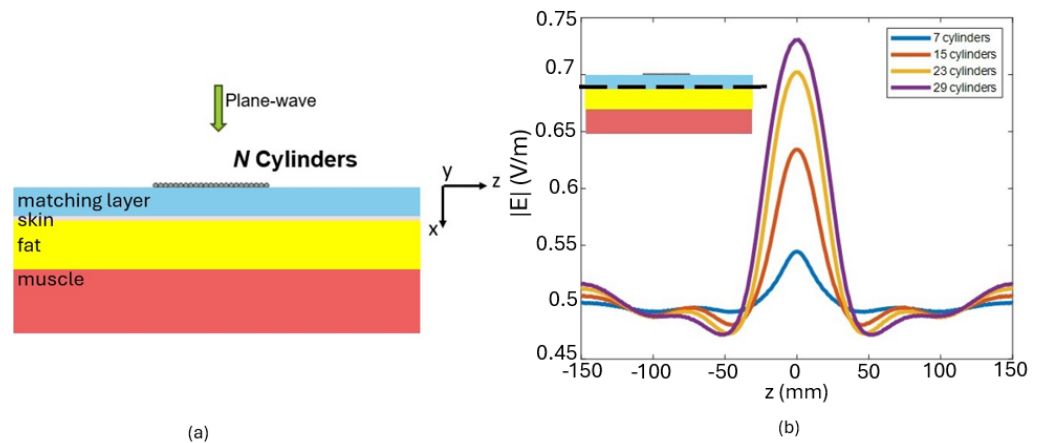 Plane-wave
N Cylinders
matching layer
skin
fat
muscle
y
z
x
(a)
0.75
0.7
0.65
0.6
0.55
0.5
0.45
|E| (V/m)
7 cylinders
15 cylinders
23 cylinders
29 cylinders
-150 -100 -50 0 50 100 150
z (mm)
(b)